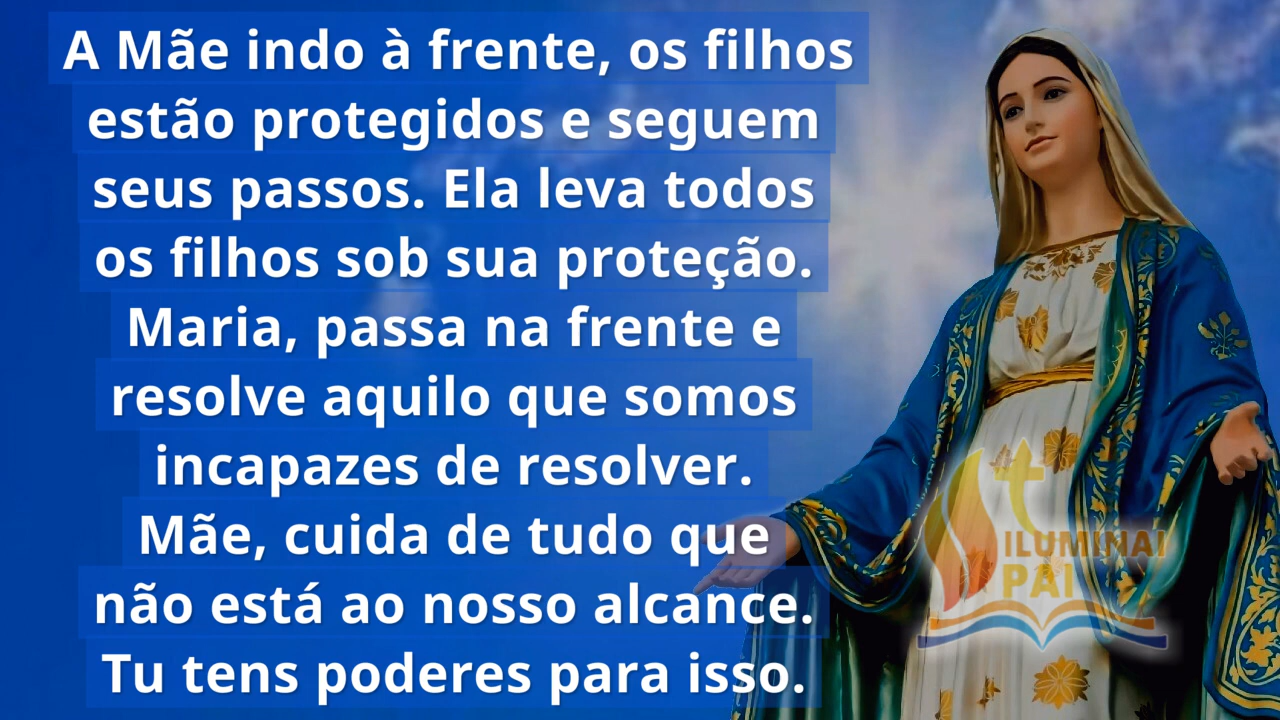 A Mãe indo à frente, os filhos
estão protegidos e seguem
seus passos. Ela leva todos
os filhos sob sua proteção.
Maria, passa na frente e
resolve aquilo que somos
incapazes de resolver.
Mãe, cuida de tudo que
não está ao nosso alcance.
Tu tens poderes para isso.
ILUMINAI
PAI